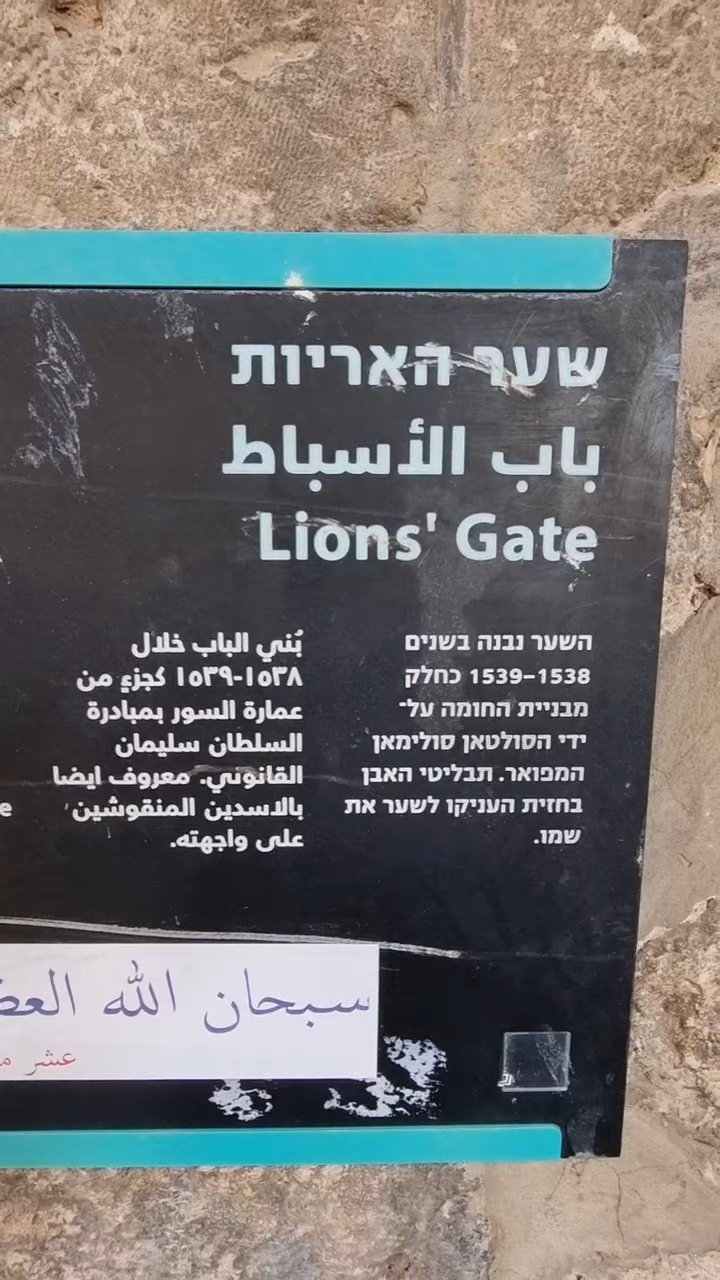 שער האריות
باب الأسباط
Lions' Gate
השער נבנה בשנים
1538–1539 כחלק
מבניית החומה על־
ידי הסולטאן סולימאן
המפואר. תבליטי האבן
בחזית העניקו לשער את
שמו.
بُني الباب خلال
١٥٣٨-١٥٣٩ كجزءٍ من
عمارة السور بمبادرة
السلطان سليمان
القانوني. معروف ايضا
بالاسدين المنقوشين
على واجهته.
e
سبحان الله العظ
عشر م